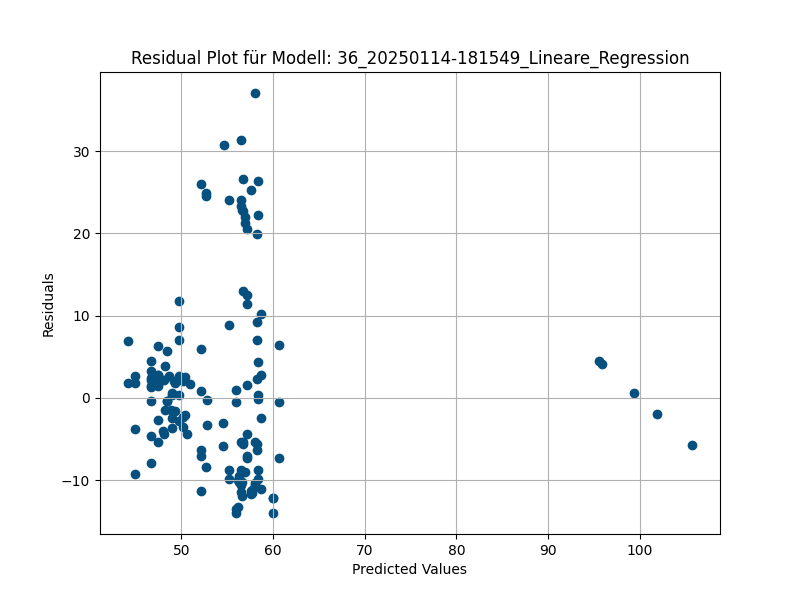 Residual Plot für Modell: 36_20250114-181549_Lineare_Regression
30
20
10
0
−10
Residuals
50 60 70 80 90 100
Predicted Values